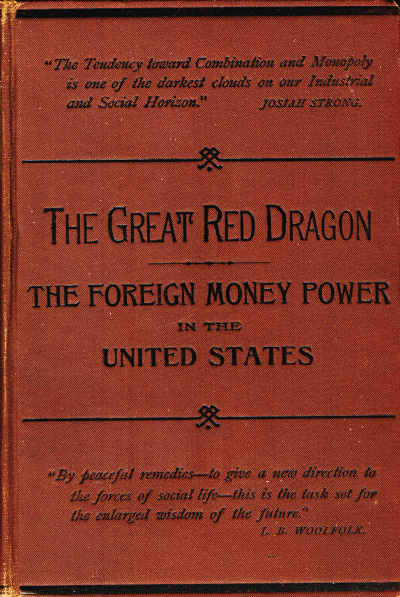 "The Tendency toward Combination and Monopoly
is one of the darkest clouds on our Industrial
and Social Horizon." JOSIAH STRONG.
THE GREAT RED DRAGON
THE FOREIGN MONEY POWER
IN THE
UNITED STATES
"By peaceful remedies—to give a new direction to
the forces of social life—this is the task set for
the enlarged wisdom of the future."
L. B. WOOLFOLK.